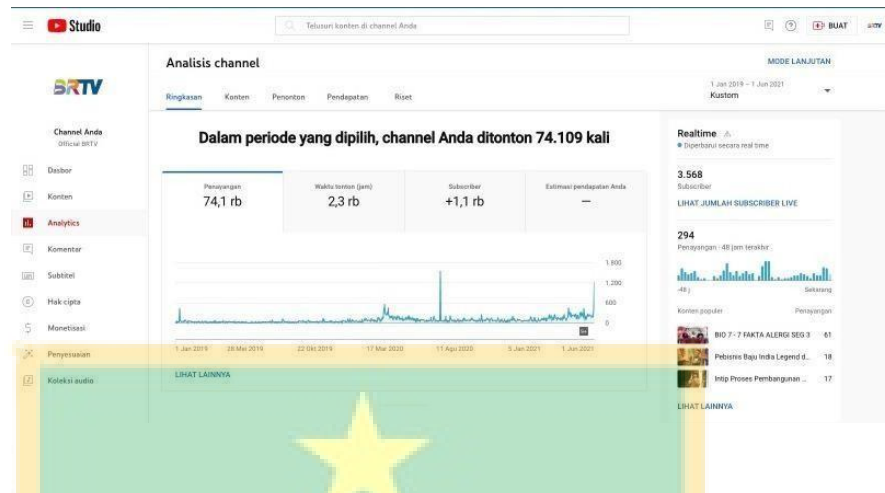 Studio
Telusuri konten di channel Anda
BUAT
BRTV
BRTV
Channel Anda
Official BRTV
Dasbor
Konten
Analytics
Komentar
Subtitel
Hak cipta
Monetisasi
Penyesuaian
Koleksi audio
Analisis channel
MODE LANJUTAN
Ringkasan Konten Penonton Pendapatan Riset
1 Jan 2019 – 1 Jun 2021
Kustom
Dalam periode yang dipilih, channel Anda ditonton 74.109 kali
Penayangan Waktu tonton (jam) Subscriber Estimasi pendapatan Anda
74,1 rb 2,3 rb +1,1 rb —
1.800
1.200
600
0
1 Jan 2019 28 Mei 2019 22 Okt 2019 17 Mar 2020 11 Agu 2020 5 Jan 2021 1 Jun 2021
LIHAT LAINNYA
Realtime
Diperbarui secara real time
3.568
Subscriber
LIHAT JUMLAH SUBSCRIBER LIVE
294
Penayangan · 48 jam terakhir
-48 j Sekarang
Konten populer Penayangan
BIO 7 - 7 FAKTA ALERGI SEG 3 61
Pebisnis Baju India Legend d... 18
Intip Proses Pembangunan ... 17
LIHAT LAINNYA